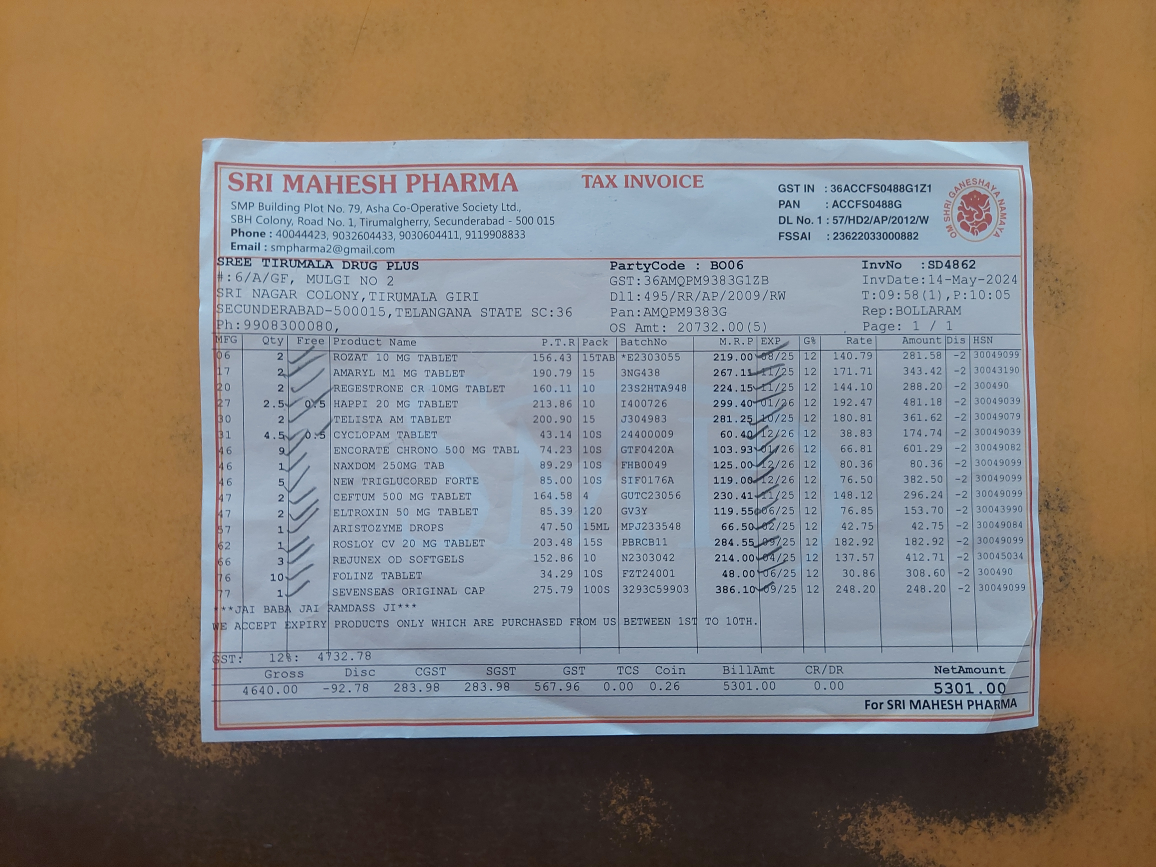 SRI MAHESH PHARMA TAX INVOICE
SMP Building Plot No. 79, Asha Co-Operative Society Ltd.,
SBH Colony, Road No. 1, Tirumalgherry, Secunderabad - 500 015
Phone : 40044423, 9032604433, 9030604411, 9119908833
Email : smpharma2@gmail.com
GST IN : 36ACCFS0488G1Z1
PAN : ACCFS0488G
DL No. 1 : 57/HD2/AP/2012/W
FSSAI : 23622033000882
OM SHRI GANESHAYA NAMAYA
SREE TIRUMALA DRUG PLUS PartyCode : BO06 InvNo :SD4862
#:6/A/GF, MULGI NO 2 GST:36AMQPM9383G1ZB InvDate:14-May-2024
SRI NAGAR COLONY,TIRUMALA GIRI Dl1:495/RR/AP/2009/RW T:09:58(1),P:10:05
SECUNDERABAD-500015,TELANGANA STATE SC:36 Pan:AMQPM9383G Rep:BOLLARAM
Ph:9908300080, OS Amt: 20732.00(5) Page: 1 / 1
MFG Qty Free Product Name P.T.R Pack BatchNo M.R.P EXP G% Rate Amount Dis HSN
06 2 ROZAT 10 MG TABLET 156.43 15TAB *E2303055 219.00 08/25 12 140.79 281.58 -2 30049099
17 2 AMARYL M1 MG TABLET 190.79 15 3NG438 267.11 11/25 12 171.71 343.42 -2 30043190
20 2 REGESTRONE CR 10MG TABLET 160.11 10 23S2HTA948 224.15 11/25 12 144.10 288.20 -2 300490
27 2.5 0.5 HAPPI 20 MG TABLET 213.86 10 I400726 299.40 01/26 12 192.47 481.18 -2 30049039
30 2 TELISTA AM TABLET 200.90 15 J304983 281.25 10/25 12 180.81 361.62 -2 30049079
31 4.5 0.5 CYCLOPAM TABLET 43.14 10S 24400009 60.40 12/26 12 38.83 174.74 -2 30049039
46 9 ENCORATE CHRONO 500 MG TABL 74.23 10S GTF0420A 103.93 01/26 12 66.81 601.29 -2 30049082
46 1 NAXDOM 250MG TAB 89.29 10S FHB0049 125.00 12/26 12 80.36 80.36 -2 30049099
46 5 NEW TRIGLUCORED FORTE 85.00 10S SIF0176A 119.00 12/26 12 76.50 382.50 -2 30049099
47 2 CEFTUM 500 MG TABLET 164.58 4 GUTC23056 230.41 11/25 12 148.12 296.24 -2 30049099
47 2 ELTROXIN 50 MG TABLET 85.39 120 GV3Y 119.55 06/25 12 76.85 153.70 -2 30043990
57 1 ARISTOZYME DROPS 47.50 15ML MPJ233548 66.50 02/25 12 42.75 42.75 -2 30049084
62 1 ROSLOY CV 20 MG TABLET 203.48 15S PBRCB11 284.55 09/25 12 182.92 182.92 -2 30049099
66 3 REJUNEX OD SOFTGELS 152.86 10 N2303042 214.00 04/25 12 137.57 412.71 -2 30045034
76 10 FOLINZ TABLET 34.29 10S FZT24001 48.00 06/25 12 30.86 308.60 -2 300490
77 1 SEVENSEAS ORIGINAL CAP 275.79 100S 3293C59903 386.10 09/25 12 248.20 248.20 -2 30049099
***JAI BABA JAI RAMDASS JI***
WE ACCEPT EXPIRY PRODUCTS ONLY WHICH ARE PURCHASED FROM US BETWEEN 1ST TO 10TH.
GST: 12%: 4732.78
Gross Disc CGST SGST GST TCS Coin BillAmt CR/DR NetAmount
4640.00 -92.78 283.98 283.98 567.96 0.00 0.26 5301.00 0.00 5301.00
For SRI MAHESH PHARMA